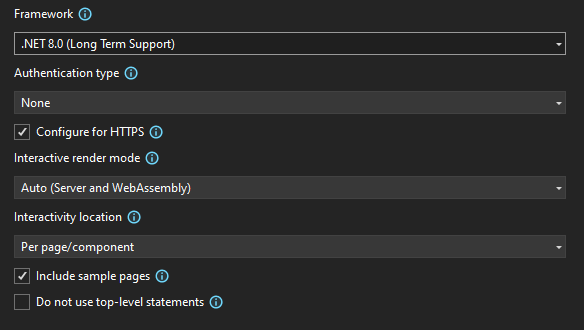 Framework
.NET 8.0 (Long Term Support)
Authentication type
None
Configure for HTTPS
Interactive render mode
Auto (Server and WebAssembly)
Interactivity location
Per page/component
Include sample pages
Do not use top-level statements